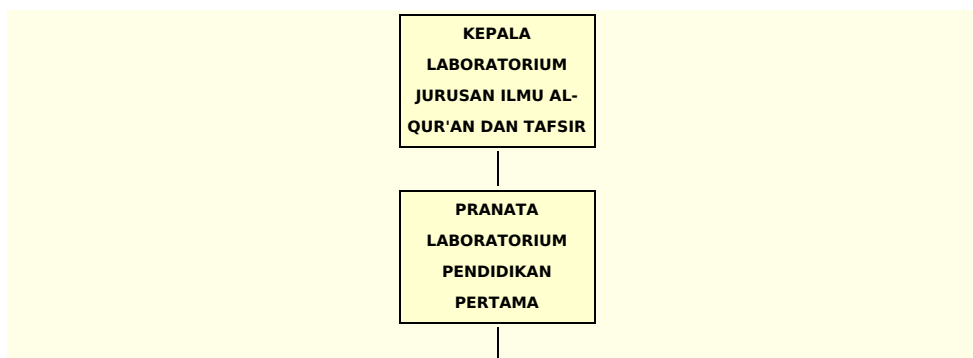 KEPALA
LABORATORIUM
JURUSAN ILMU AL-
QUR'AN DAN TAFSIR
PRANATA
LABORATORIUM
PENDIDIKAN
PERTAMA